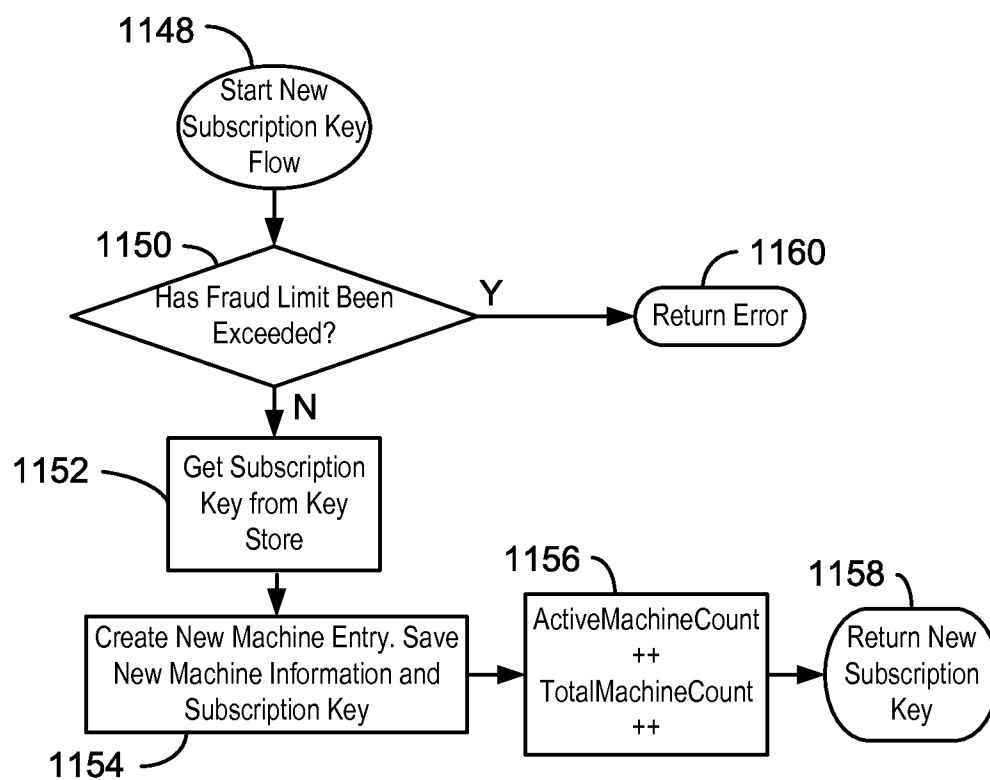 1148
Start New
Subscription Key
Flow
1150
Has Fraud Limit Been
Exceeded?
Y
1160
Return Error
N
1152
Get Subscription
Key from Key
Store
1154
Create New Machine Entry. Save
New Machine Information and
Subscription Key
1156
ActiveMachineCount
++
TotalMachineCount
++
1158
Return New
Subscription
Key